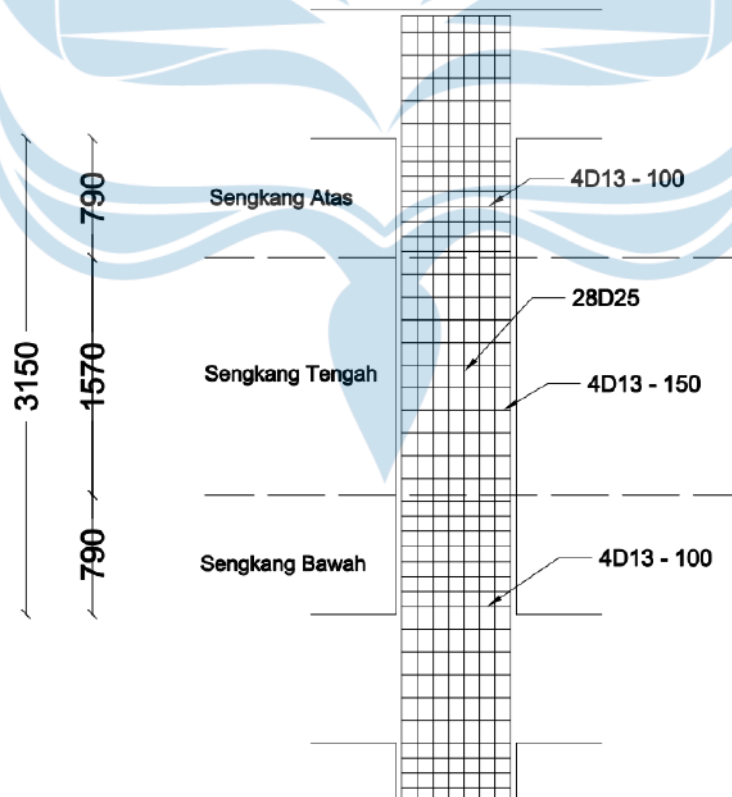 790
Sengkang Atas
4D13 - 100
28D25
3150
1570
Sengkang Tengah
4D13 - 150
790
Sengkang Bawah
4D13 - 100